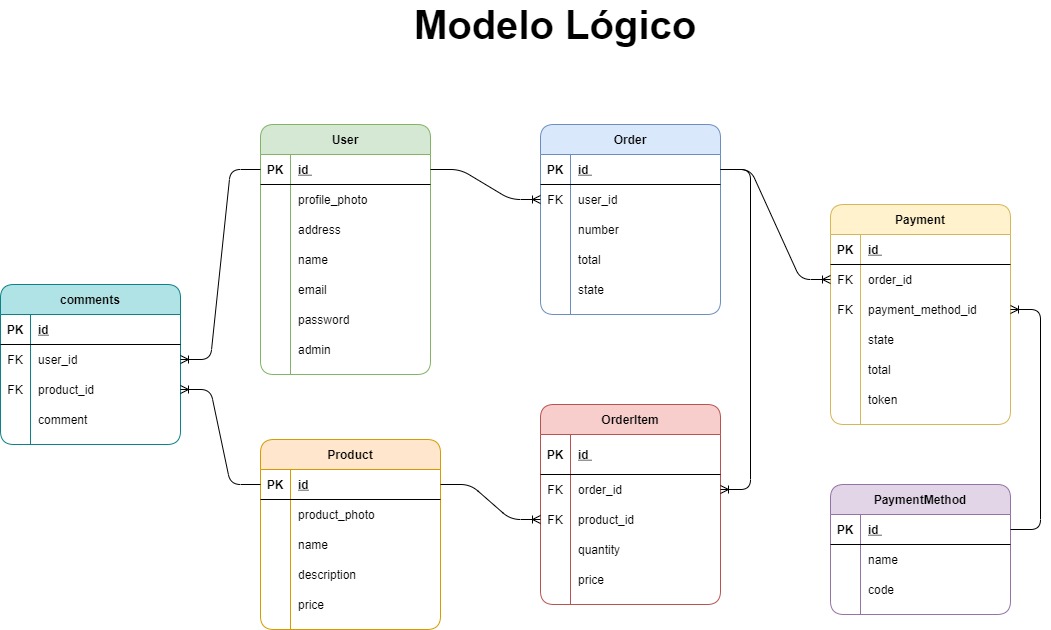 Modelo Lógico
User
PK id
profile_photo
address
name
email
password
admin
Order
PK id
FK user_id
number
total
state
Payment
PK id
FK order_id
FK payment_method_id
state
total
token
comments
PK id
FK user_id
FK product_id
comment
Product
PK id
product_photo
name
description
price
OrderItem
PK id
FK order_id
FK product_id
quantity
price
PaymentMethod
PK id
name
code